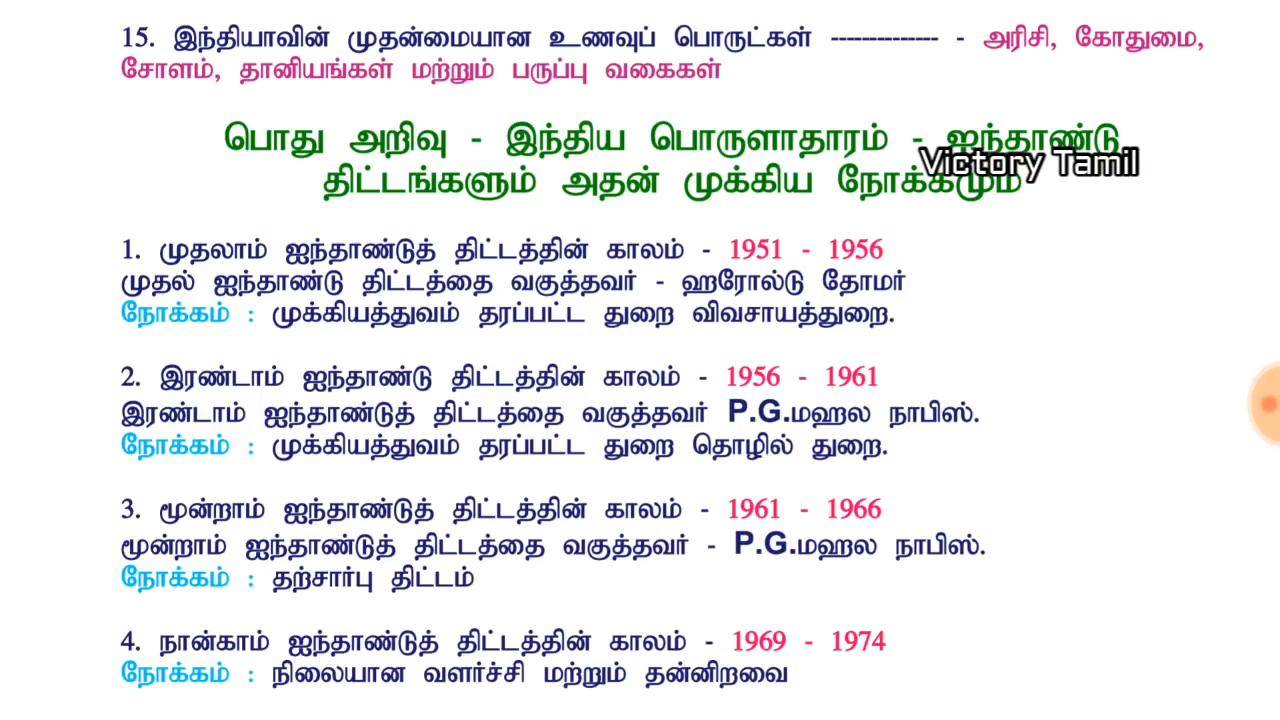 15. இந்தியாவின் முதன்மையான உணவுப் பொருட்கள் -------------- - அரிசி, கோதுமை,
சோளம், தானியங்கள் மற்றும் பருப்பு வகைகள்
பொது அறிவு - இந்திய பொருளாதாரம் - ஐந்தாண்டு
Victory Tamil
திட்டங்களும் அதன் முக்கிய நோக்கமும்
1. முதலாம் ஐந்தாண்டுத் திட்டத்தின் காலம் - 1951 - 1956
முதல் ஐந்தாண்டு திட்டத்தை வகுத்தவர் - ஹரோல்டு தோமர்
நோக்கம் : முக்கியத்துவம் தரப்பட்ட துறை விவசாயத்துறை.
2. இரண்டாம் ஐந்தாண்டு திட்டத்தின் காலம் - 1956 - 1961
இரண்டாம் ஐந்தாண்டுத் திட்டத்தை வகுத்தவர் P.G.மஹல நாபிஸ்.
நோக்கம் : முக்கியத்துவம் தரப்பட்ட துறை தொழில் துறை.
3. மூன்றாம் ஐந்தாண்டுத் திட்டத்தின் காலம் - 1961 - 1966
மூன்றாம் ஐந்தாண்டுத் திட்டத்தை வகுத்தவர் - P.G.மஹல நாபிஸ்.
நோக்கம் : தற்சார்பு திட்டம்
4. நான்காம் ஐந்தாண்டுத் திட்டத்தின் காலம் - 1969 - 1974
நோக்கம் : நிலையான வளர்ச்சி மற்றும் தன்னிறவை